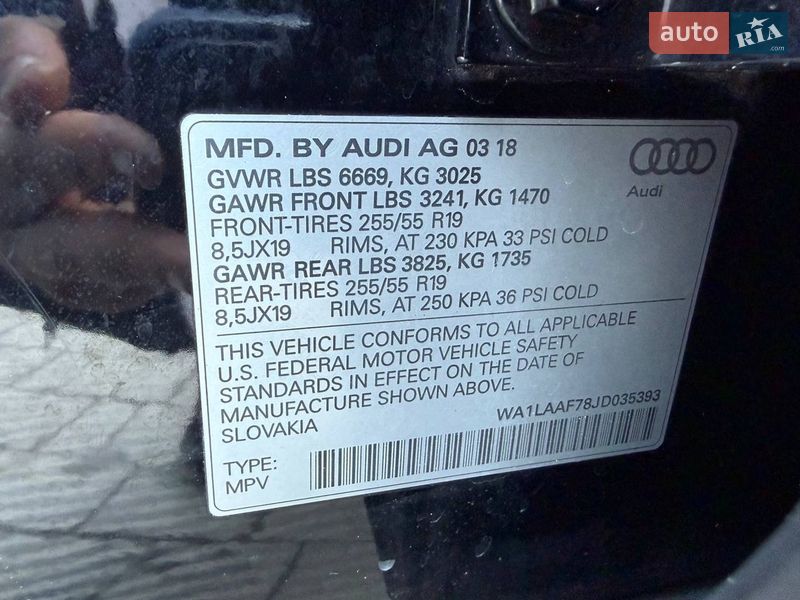 auto RIA
.com
MFD. BY AUDI AG 03 18
GVWR LBS 6669, KG 3025
GAWR FRONT LBS 3241, KG 1470
FRONT-TIRES 255/55 R19
8,5JX19 RIMS, AT 230 KPA 33 PSI COLD
GAWR REAR LBS 3825, KG 1735
REAR-TIRES 255/55 R19
8,5JX19 RIMS, AT 250 KPA 36 PSI COLD
Audi
THIS VEHICLE CONFORMS TO ALL APPLICABLE
U.S. FEDERAL MOTOR VEHICLE SAFETY
STANDARDS IN EFFECT ON THE DATE OF
MANUFACTURE SHOWN ABOVE.
SLOVAKIA
WA1LAAF78JD035393
TYPE:
MPV